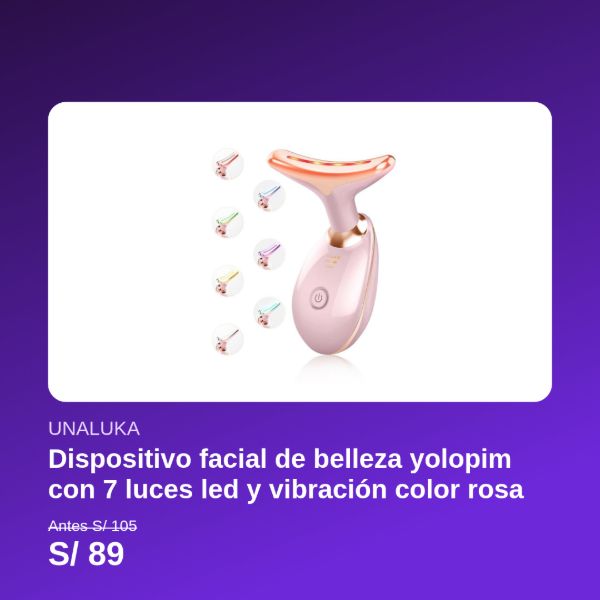 UNALUKA
Dispositivo facial de belleza yolopim
con 7 luces led y vibración color rosa
Antes S/ 105
S/ 89